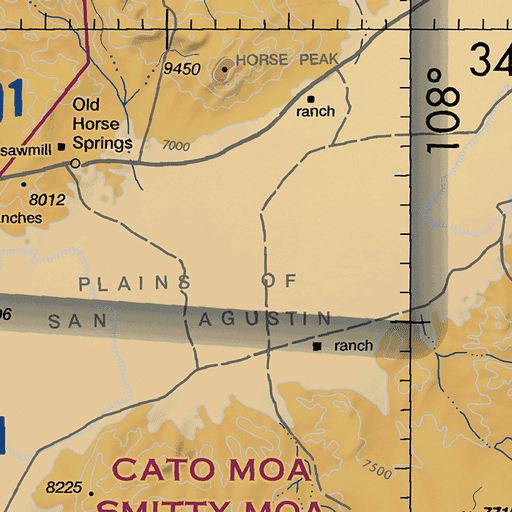 34
9450
HORSE PEAK
91
108°
Old
Horse
Springs
ranch
sawmill
7000
8012
PLAINS OF
SAN AGUSTIN
ranch
CATO MOA
7500
8225
SMITTY MOA